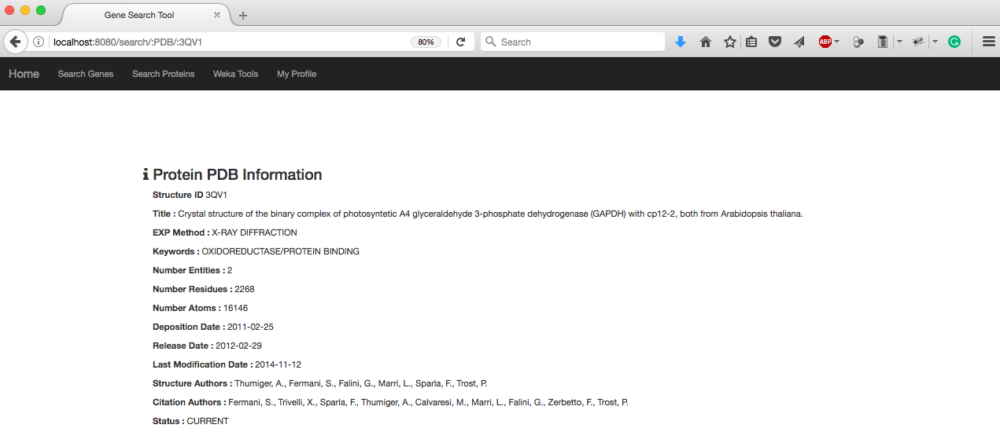 Gene Search Tool
localhost:8080/search/:PDB/:3QV1
80%
Search
ABP
Home Search Genes Search Proteins Weka Tools My Profile
Protein PDB Information
Structure ID 3QV1
Title : Crystal structure of the binary complex of photosyntetic A4 glyceraldehyde 3-phosphate dehydrogenase (GAPDH) with cp12-2, both from Arabidopsis thaliana.
EXP Method : X-RAY DIFFRACTION
Keywords : OXIDOREDUCTASE/PROTEIN BINDING
Number Entities : 2
Number Residues : 2268
Number Atoms : 16146
Deposition Date : 2011-02-25
Release Date : 2012-02-29
Last Modification Date : 2014-11-12
Structure Authors : Thumiger, A., Fermani, S., Falini, G., Marri, L., Sparla, F., Trost, P.
Citation Authors : Fermani, S., Trivelli, X., Sparla, F., Thumiger, A., Calvaresi, M., Marri, L., Falini, G., Zerbetto, F., Trost, P.
Status : CURRENT